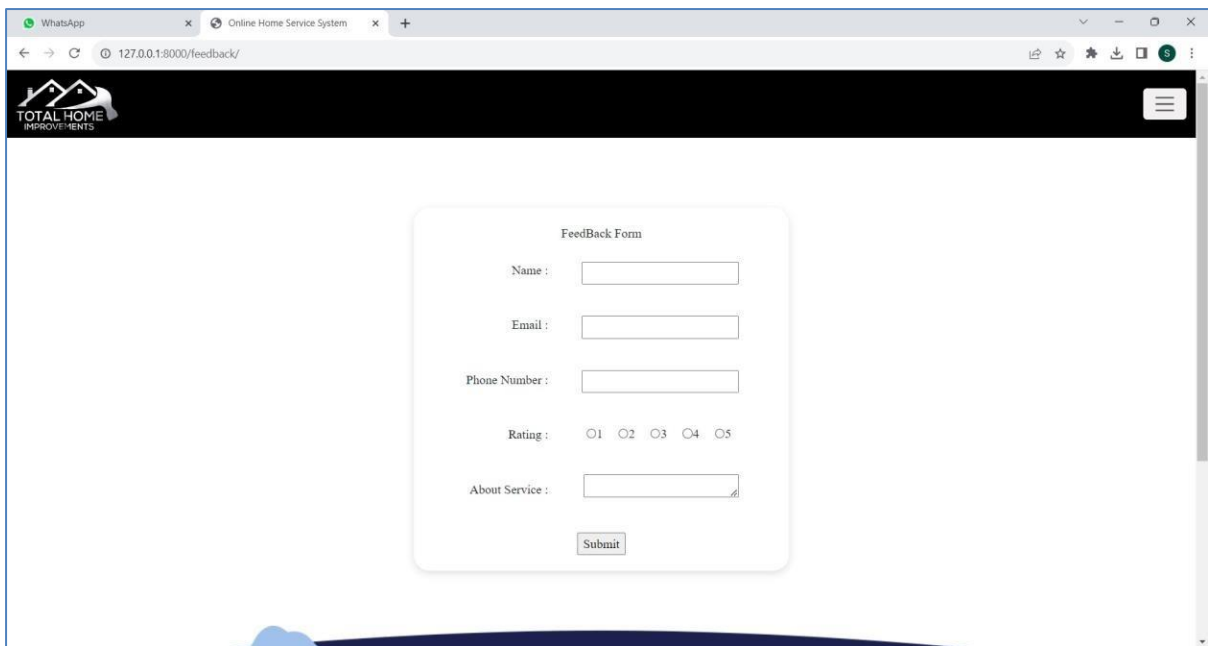 WhatsApp Online Home Service System
127.0.0.1:8000/feedback/ S
TOTAL HOME
IMPROVEMENTS
FeedBack Form
Name :
Email :
Phone Number :
Rating : 1 2 3 4 5
About Service :
Submit